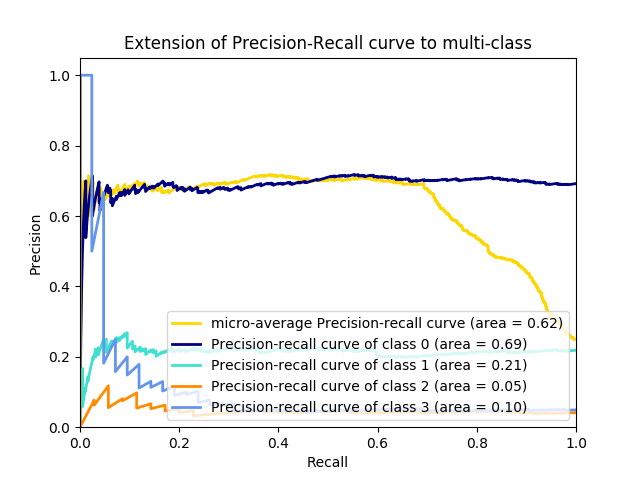 Extension of Precision-Recall curve to multi-class
1.0
0.8
0.6
0.4
0.2
0.0
Precision
micro-average Precision-recall curve (area = 0.62)
Precision-recall curve of class 0 (area = 0.69)
Precision-recall curve of class 1 (area = 0.21)
Precision-recall curve of class 2 (area = 0.05)
Precision-recall curve of class 3 (area = 0.10)
0.0 0.2 0.4 0.6 0.8 1.0
Recall